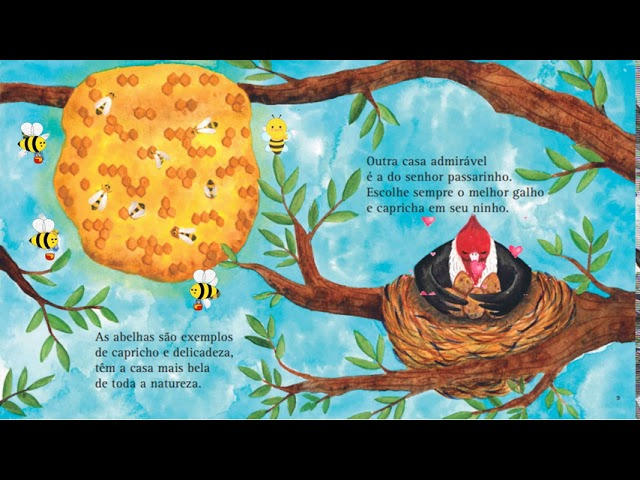 As abelhas são exemplos
de capricho e delicadeza,
têm a casa mais bela
de toda a natureza.
Outra casa admirável
é a do senhor passarinho.
Escolhe sempre o melhor galho
e capricha em seu ninho.
9